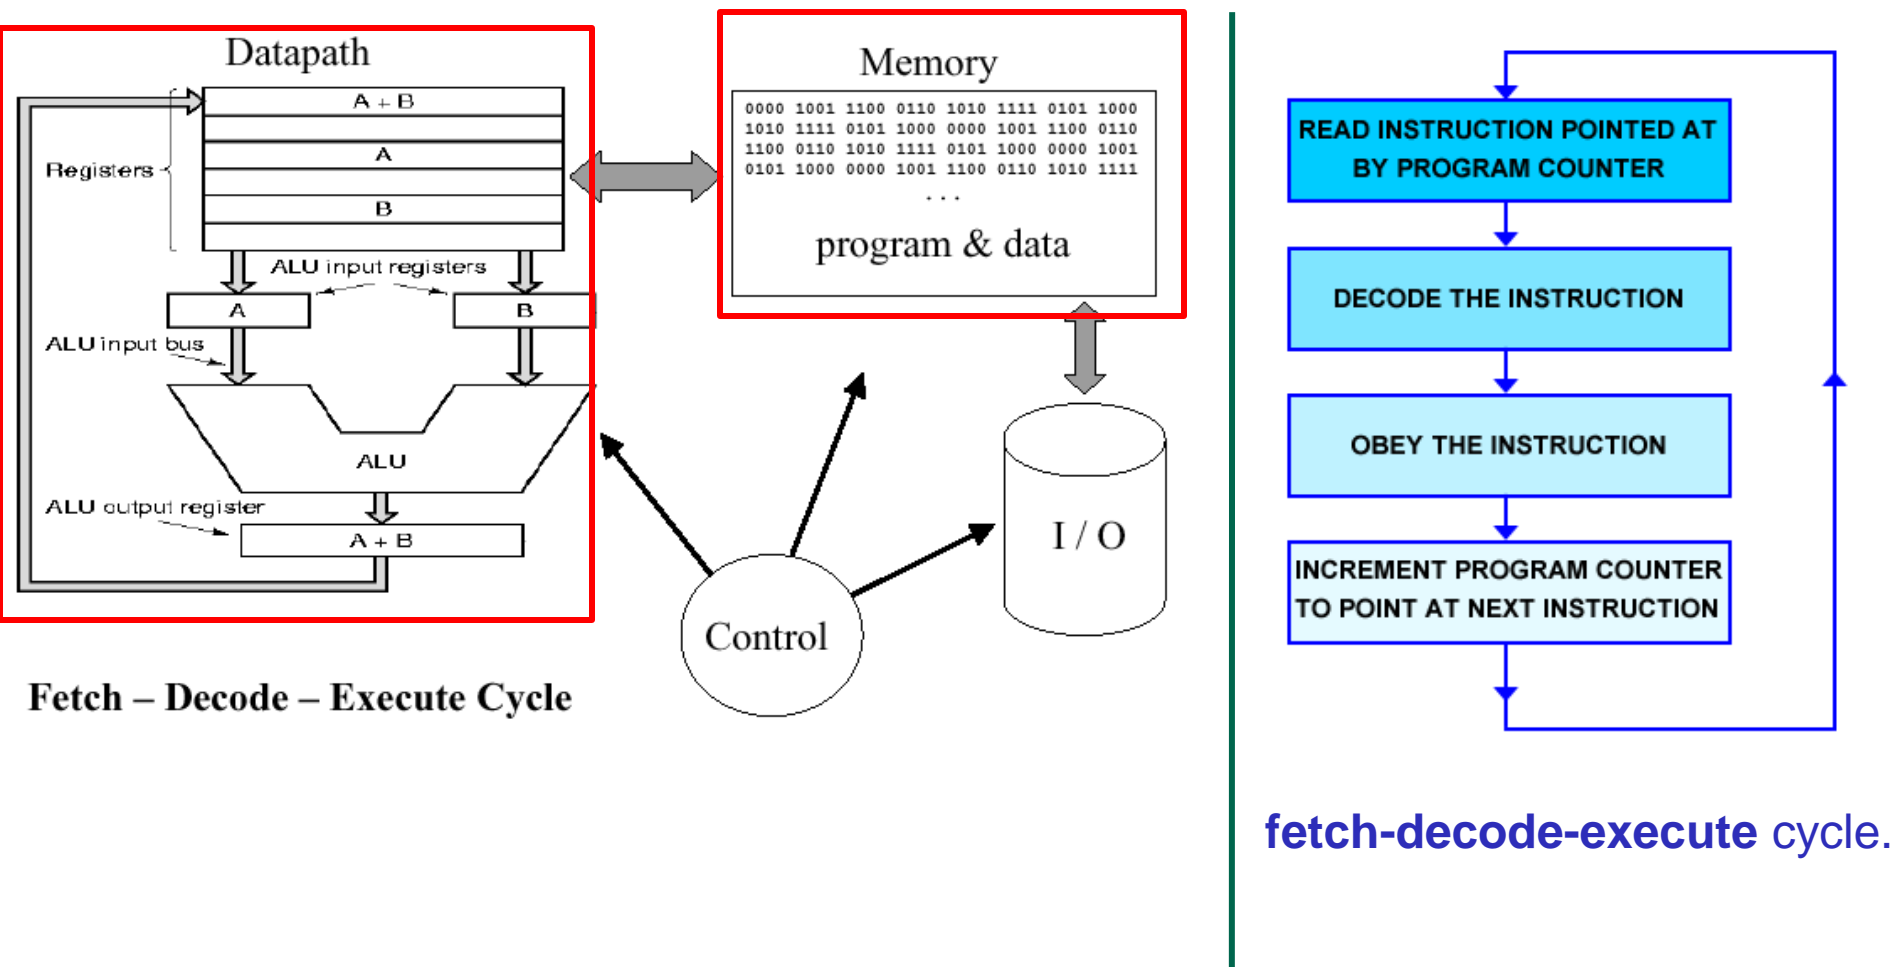 Datapath
A + B
A
Registers
B
ALU input registers
A
B
ALU input bus
ALU
ALU output register
A + B
Fetch – Decode – Execute Cycle
Memory
0000 1001 1100 0110 1010 1111 0101 1000
1010 1111 0101 1000 0000 1001 1100 0110
1100 0110 1010 1111 0101 1000 0000 1001
0101 1000 0000 1001 1100 0110 1010 1111
. . .
program & data
I / O
Control
READ INSTRUCTION POINTED AT
BY PROGRAM COUNTER
DECODE THE INSTRUCTION
OBEY THE INSTRUCTION
INCREMENT PROGRAM COUNTER
TO POINT AT NEXT INSTRUCTION
fetch-decode-execute cycle.